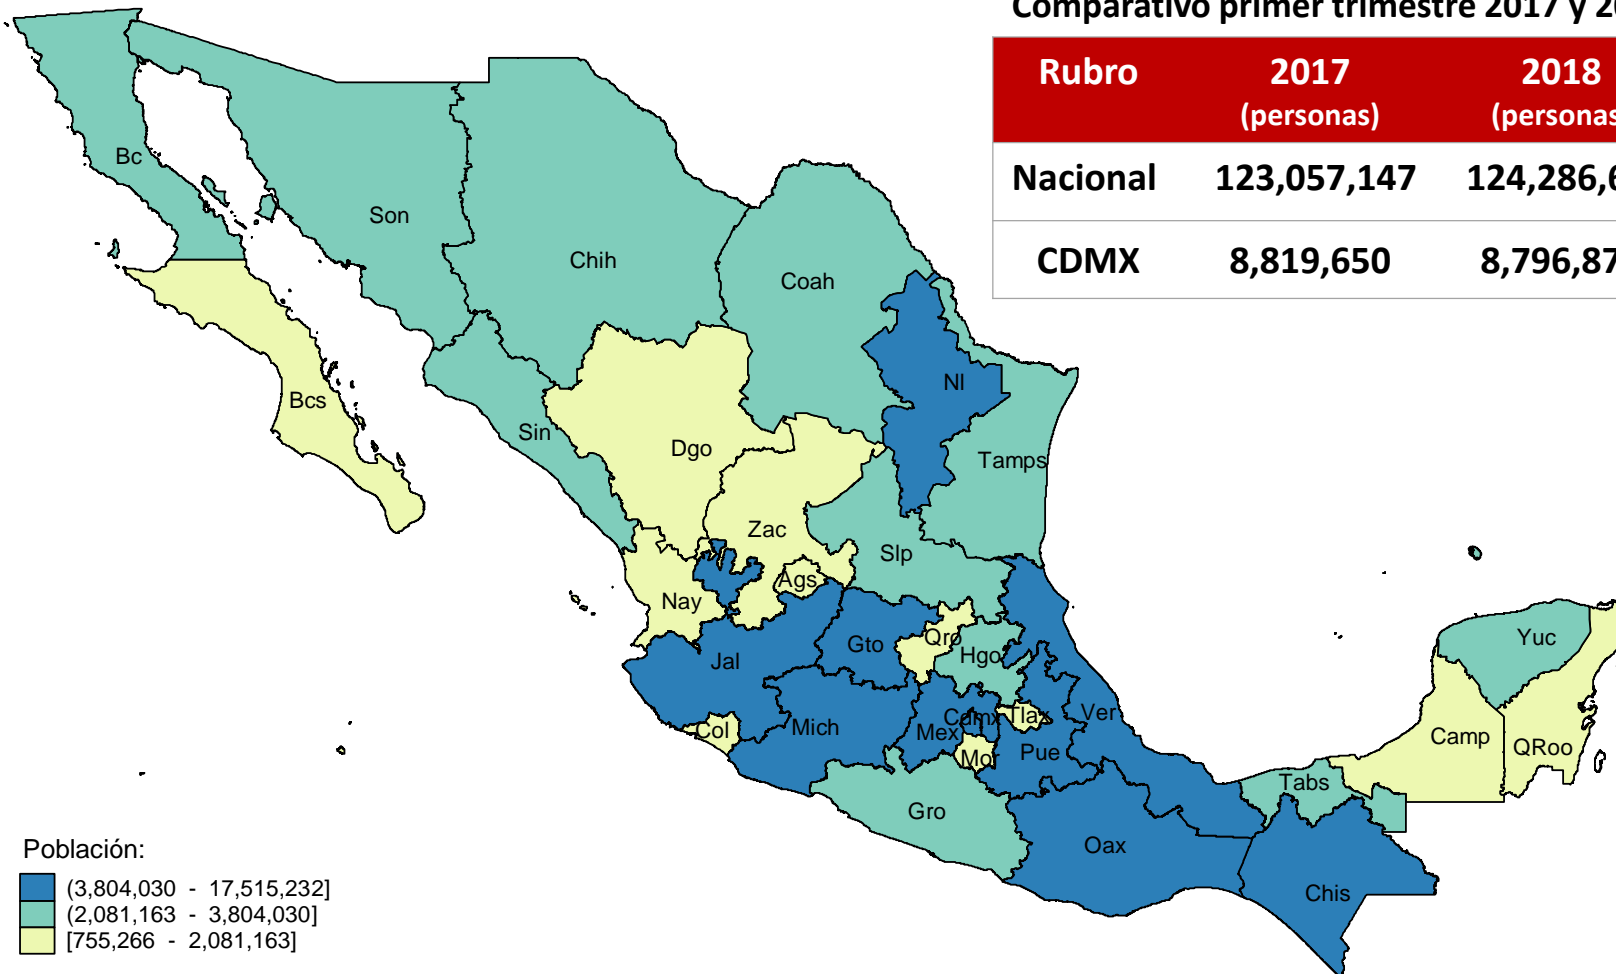 Comparativo primer trimestre 2017 y
Rubro 2017 2018
(personas) (personas
Nacional 123,057,147 124,286,
CDMX 8,819,650 8,796,87
Bc
Son
Chih
Coah
Nl
Bcs
Sin
Dgo
Tamps
Zac
Slp
Ags
Nay
Gto
Qro
Hgo
Yuc
Jal
Col
Mich
Cdmx
Tlax
Ver
Mex
Mor
Pue
Camp
QRoo
Tabs
Gro
Oax
Chis
Población:
(3,804,030 - 17,515,232]
(2,081,163 - 3,804,030]
[755,266 - 2,081,163]